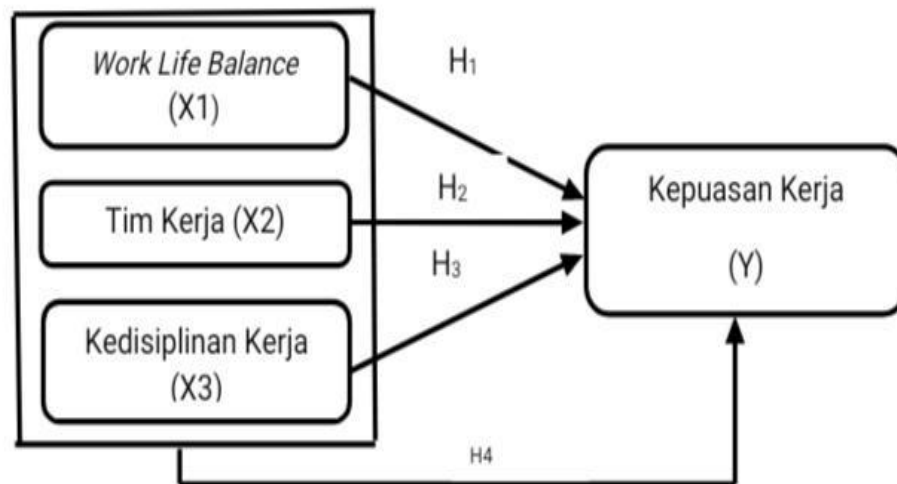 Work Life Balance
(X1)
H1
Tim Kerja (X2)
H2
Kepuasan Kerja
(Y)
H3
Kedisiplinan Kerja
(X3)
H4